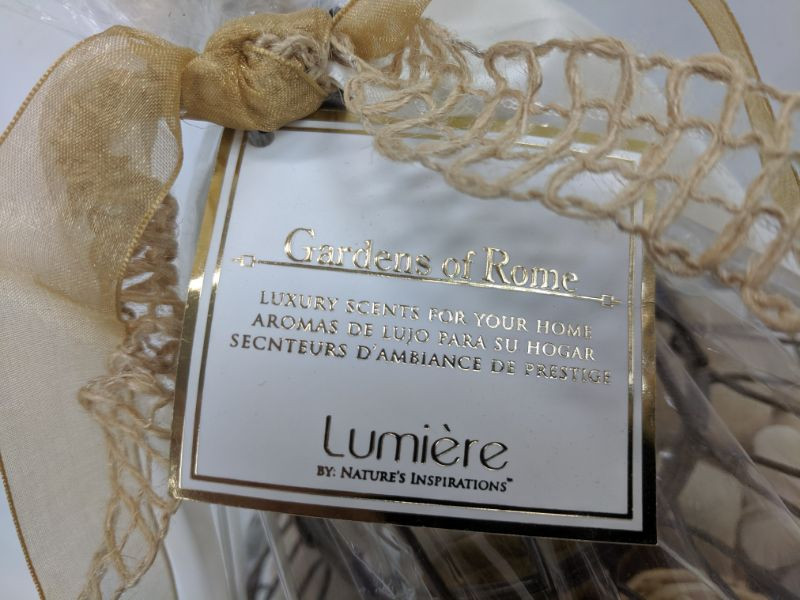 Gardens of Rome
LUXURY SCENTS FOR YOUR HOME
AROMAS DE LUJO PARA SU HOGAR
SECNTEURS D'AMBIANCE DE PRESTIGE
Lumière
BY: NATURE'S INSPIRATIONS™